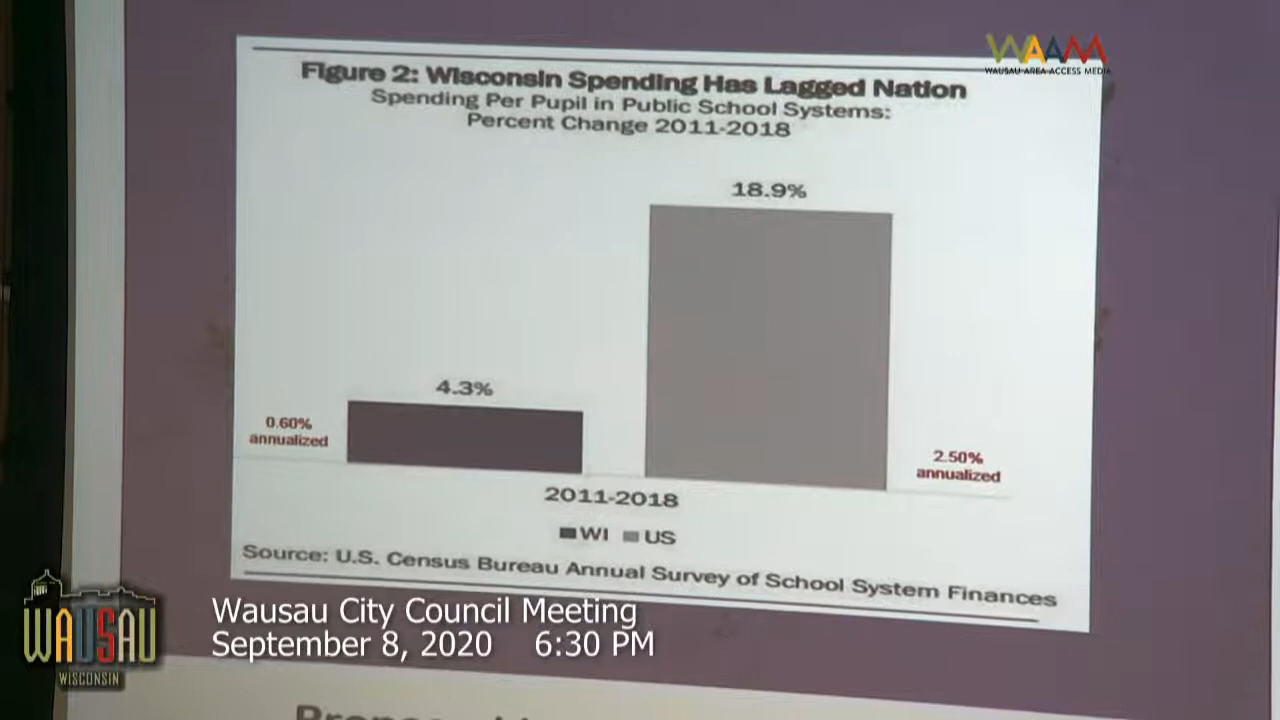 WAAM
WAUSAU AREA ACCESS MEDIA
Figure 2: Wisconsin Spending Has Lagged Nation
Spending Per Pupil in Public School Systems:
Percent Change 2011-2018
18.9%
4.3%
0.60%
annualized
2.50%
annualized
2011-2018
WI US
Source: U.S. Census Bureau Annual Survey of School System Finances
Wausau City Council Meeting
September 8, 2020 6:30 PM
WAUSAU
WISCONSIN